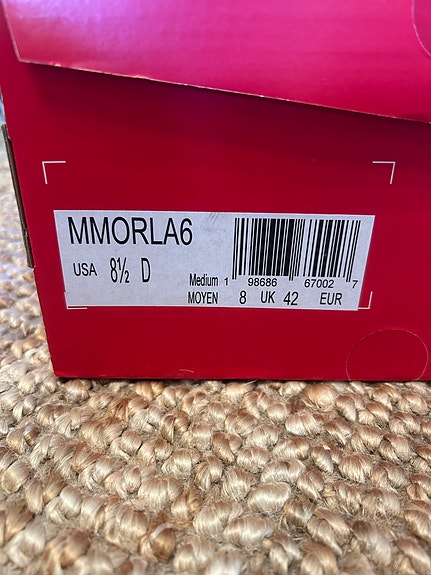 MMORLA6
USA 8½ D
Medium 1 98686 67002 7
MOYEN 8 UK 42 EUR